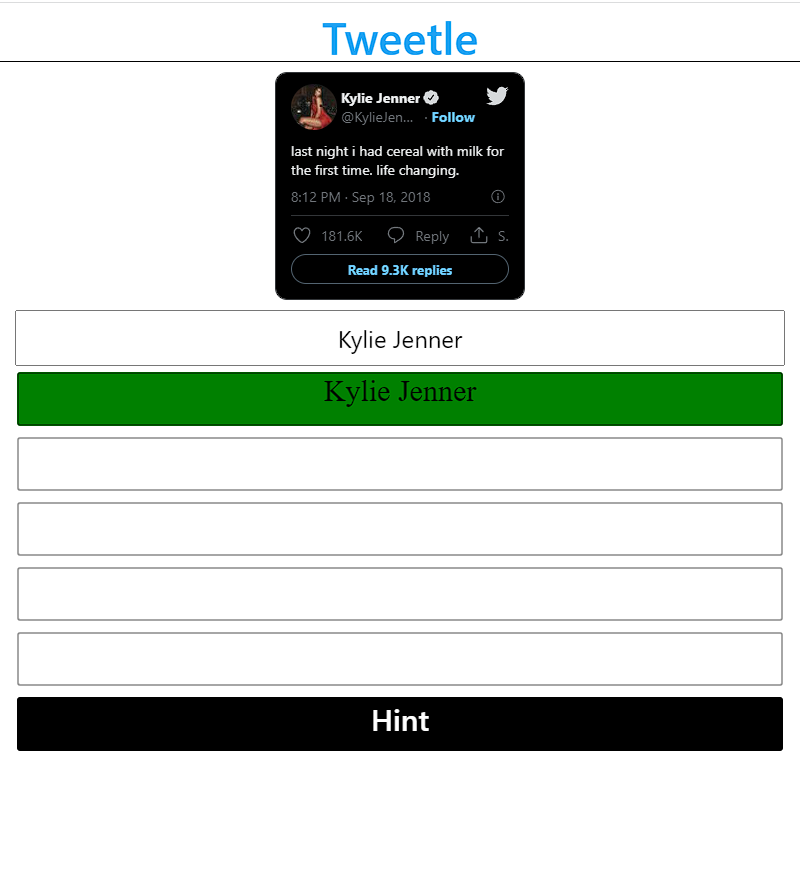 Tweetle
Kylie Jenner
@KylieJen... · Follow
last night i had cereal with milk for
the first time. life changing.
8:12 PM · Sep 18, 2018
181.6K Reply S.
Read 9.3K replies
Kylie Jenner
Kylie Jenner
Hint